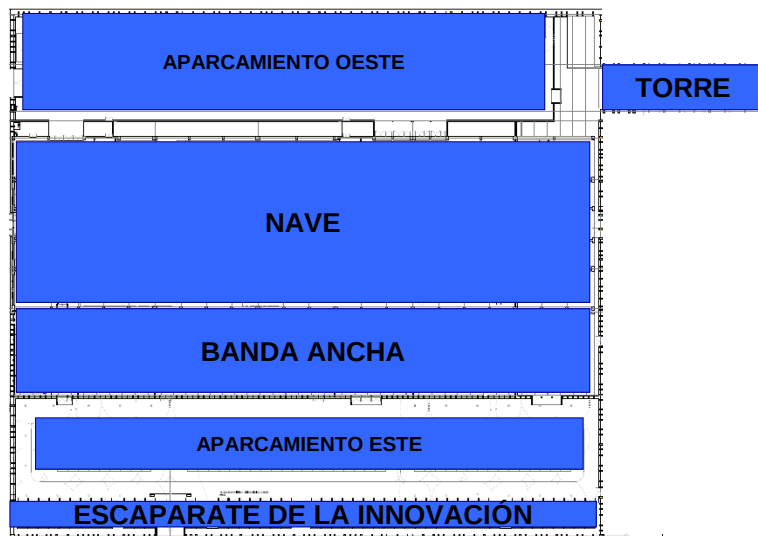 APARCAMIENTO OESTE
TORRE
NAVE
BANDA ANCHA
APARCAMIENTO ESTE
ESCAPARATE DE LA INNOVACIÓN